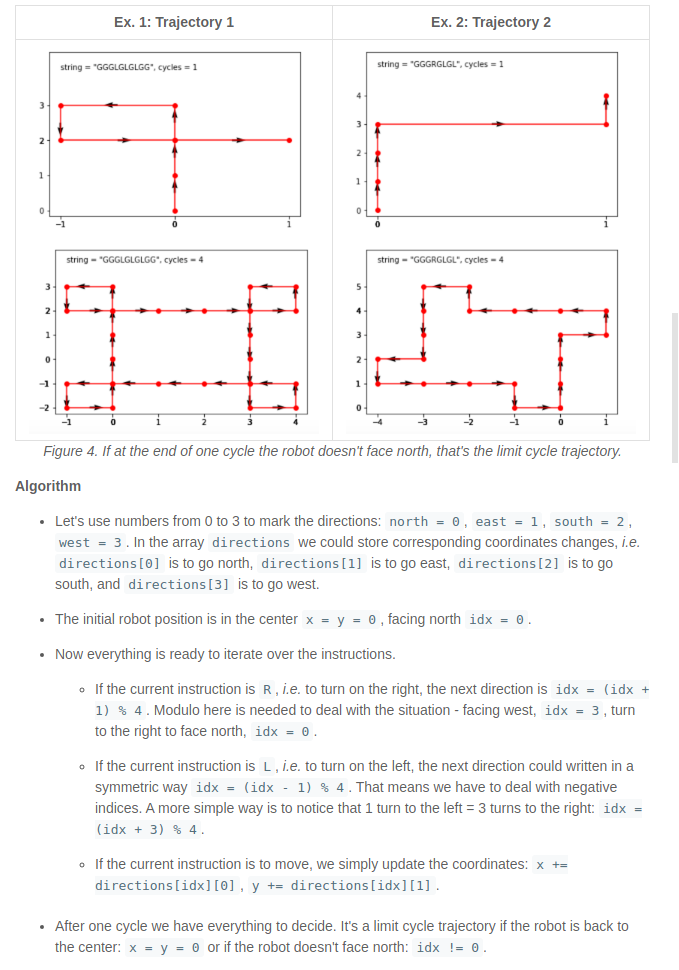 Ex. 1: Trajectory 1
Ex. 2: Trajectory 2
string = "GGGLGLGLGG", cycles = 1
3
2
1
0
−1
0
1
string = "GGGRGLGL", cycles = 1
4
3
2
1
0
0
1
string = "GGGLGLGLGG", cycles = 4
3
2
1
0
−1
−2
−1
0
1
2
3
4
string = "GGGRGLGL", cycles = 4
5
4
3
2
1
0
−4
−3
−2
−1
0
1
Figure 4. If at the end of one cycle the robot doesn't face north, that's the limit cycle trajectory.
Algorithm
• Let's use numbers from 0 to 3 to mark the directions: north = 0 , east = 1 , south = 2 ,
west = 3 . In the array directions we could store corresponding coordinates changes, i.e.
directions[0] is to go north, directions[1] is to go east, directions[2] is to go
south, and directions[3] is to go west.
• The initial robot position is in the center x = y = 0 , facing north idx = 0 .
• Now everything is ready to iterate over the instructions.
◦ If the current instruction is R , i.e. to turn on the right, the next direction is idx = (idx +
1) % 4 . Modulo here is needed to deal with the situation - facing west, idx = 3 , turn
to the right to face north, idx = 0 .
◦ If the current instruction is L , i.e. to turn on the left, the next direction could written in a
symmetric way idx = (idx - 1) % 4 . That means we have to deal with negative
indices. A more simple way is to notice that 1 turn to the left = 3 turns to the right: idx =
(idx + 3) % 4 .
◦ If the current instruction is to move, we simply update the coordinates: x +=
directions[idx][0] , y += directions[idx][1] .
• After one cycle we have everything to decide. It's a limit cycle trajectory if the robot is back to
the center: x = y = 0 or if the robot doesn't face north: idx != 0 .